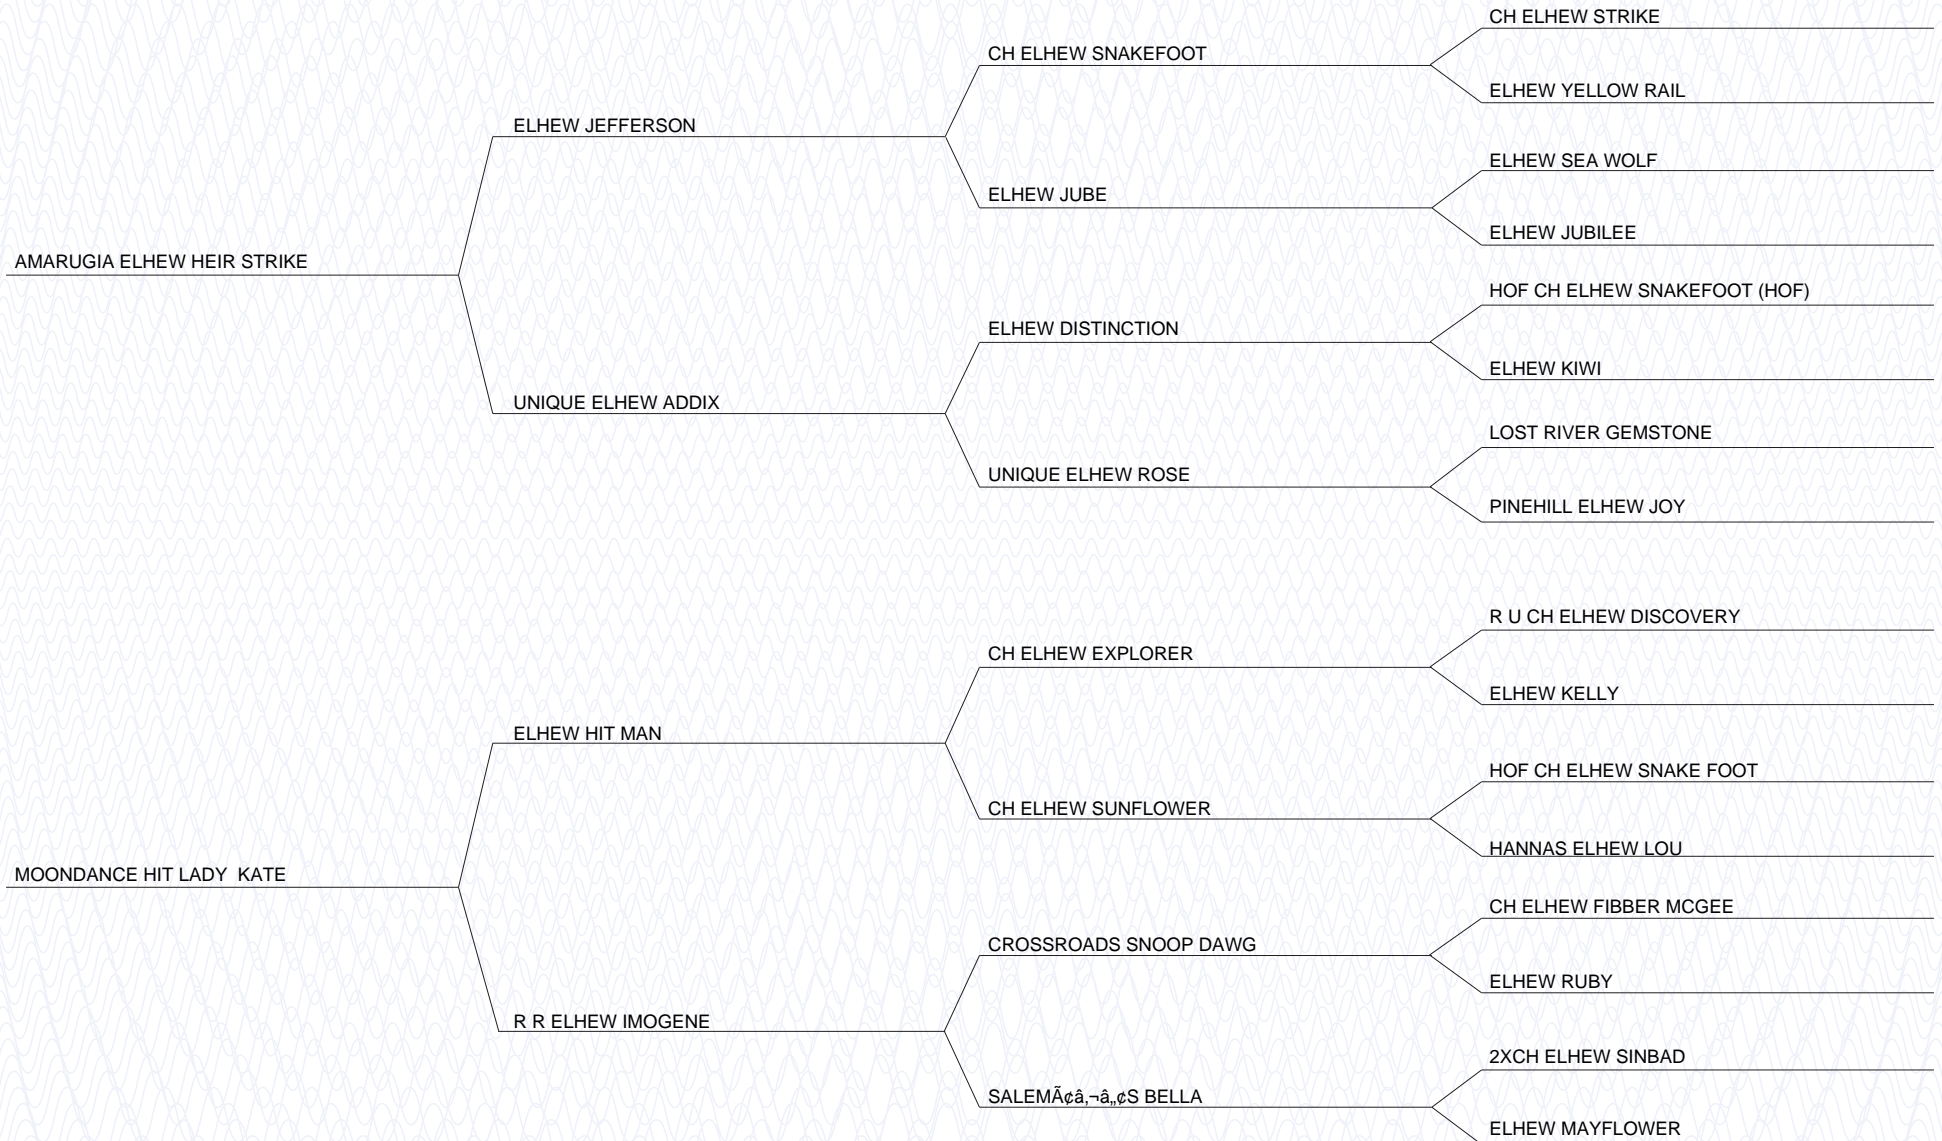 CH ELHEW STRIKE
CH ELHEW SNAKEFOOT
ELHEW YELLOW RAIL
ELHEW JEFFERSON
ELHEW SEA WOLF
ELHEW JUBE
ELHEW JUBILEE
AMARUGIA ELHEW HEIR STRIKE
HOF CH ELHEW SNAKEFOOT (HOF)
ELHEW DISTINCTION
ELHEW KIWI
UNIQUE ELHEW ADDIX
LOST RIVER GEMSTONE
UNIQUE ELHEW ROSE
PINEHILL ELHEW JOY
R U CH ELHEW DISCOVERY
CH ELHEW EXPLORER
ELHEW KELLY
ELHEW HIT MAN
HOF CH ELHEW SNAKE FOOT
CH ELHEW SUNFLOWER
HANNAS ELHEW LOU
MOONDANCE HIT LADY  KATE
CH ELHEW FIBBER MCGEE
CROSSROADS SNOOP DAWG
ELHEW RUBY
R R ELHEW IMOGENE
2XCH ELHEW SINBAD
SALEMÃ¢â‚¬â„¢S BELLA
ELHEW MAYFLOWER